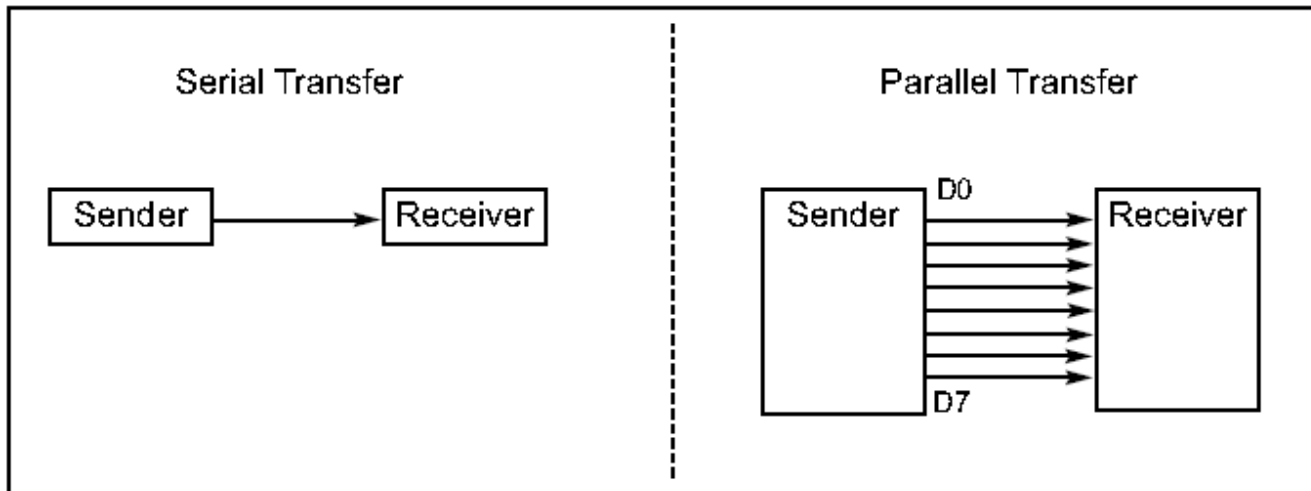 Serial Transfer
Sender
Receiver
Parallel Transfer
D0
Sender
Receiver
D7